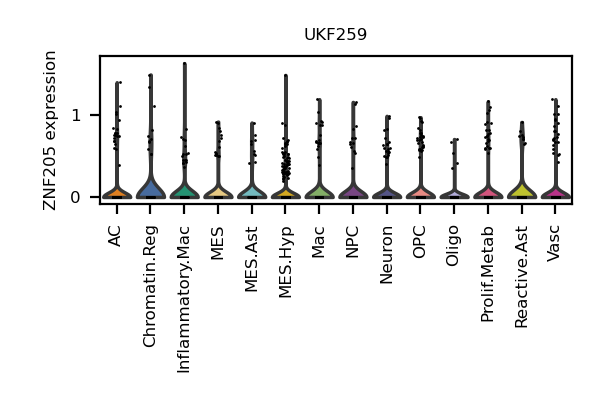 UKF259
ZNF205 expression
1
0
AC
Chromatin.Reg
Inflammatory.Mac
MES
MES.Ast
MES.Hyp
Mac
NPC
Neuron
OPC
Oligo
Prolif.Metab
Reactive.Ast
Vasc